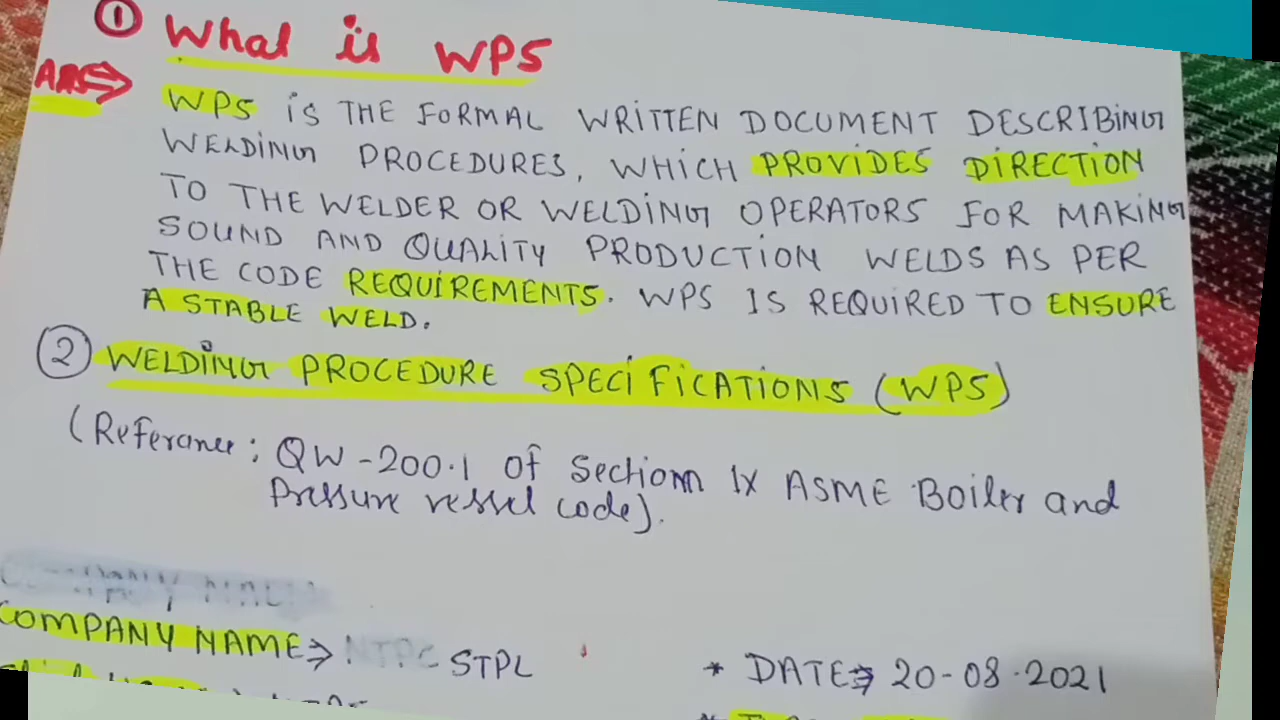 ① What is WPS
ANS⇒ WPS iS THE FORMAL WRITTEN DOCUMENT DESCRIBING
WELDING PROCEDURES, WHICH PROVIDES DIRECTION
TO THE WELDER OR WELDING OPERATORS FOR MAKING
SOUND AND QUALITY PRODUCTION WELDS AS PER
THE CODE REQUIREMENTS. WPS IS REQUIRED TO ENSURE
A STABLE WELD.
② WELDING PROCEDURE SPECIFICATIONS (WPS)
(Referance: QW-200.1 of Section IX ASME Boiler and
Pressure vessel code).
COMPANY NAME⇒ NTPC STPL
* DATE⇒ 20-08-2021